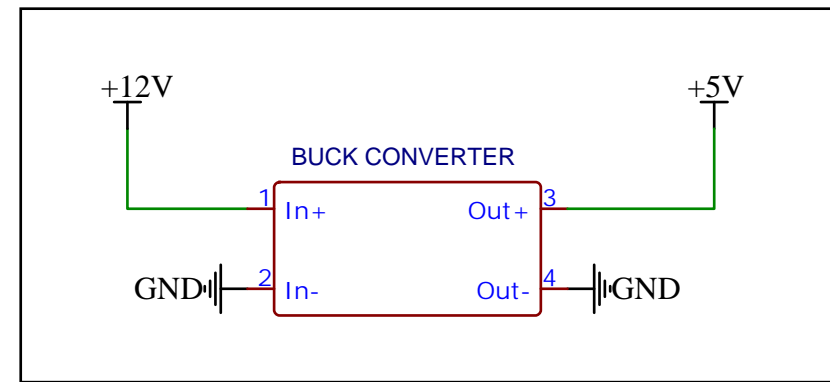 +12V +5V
BUCK CONVERTER
1 In+ Out+ 3
GND 2 In- Out- 4 GND